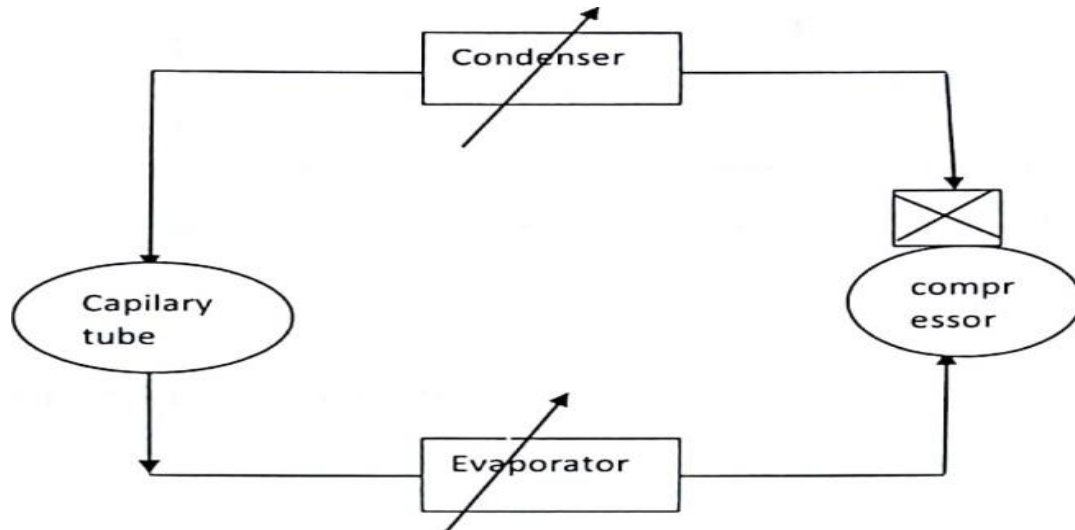 Condenser
Capilary
tube
compr
essor
Evaporator